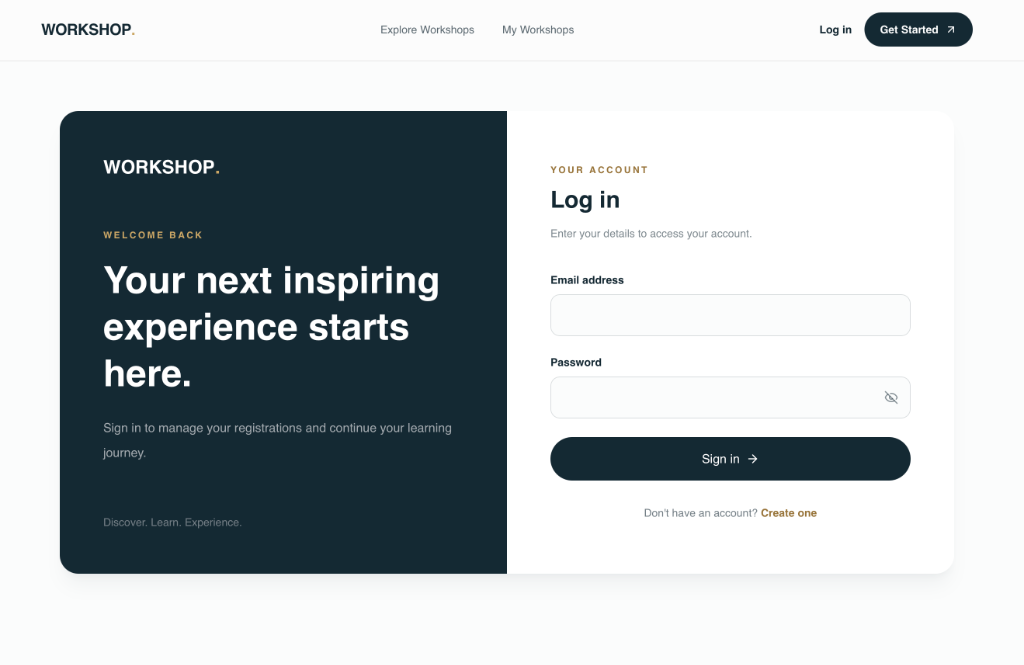 WORKSHOP.
Explore Workshops
My Workshops
Log in
Get Started
WORKSHOP.
WELCOME BACK
Your next inspiring
experience starts
here.
Sign in to manage your registrations and continue your learning
journey.
Discover. Learn. Experience.
YOUR ACCOUNT
Log in
Enter your details to access your account.
Email address
Password
Sign in
Don't have an account? Create one